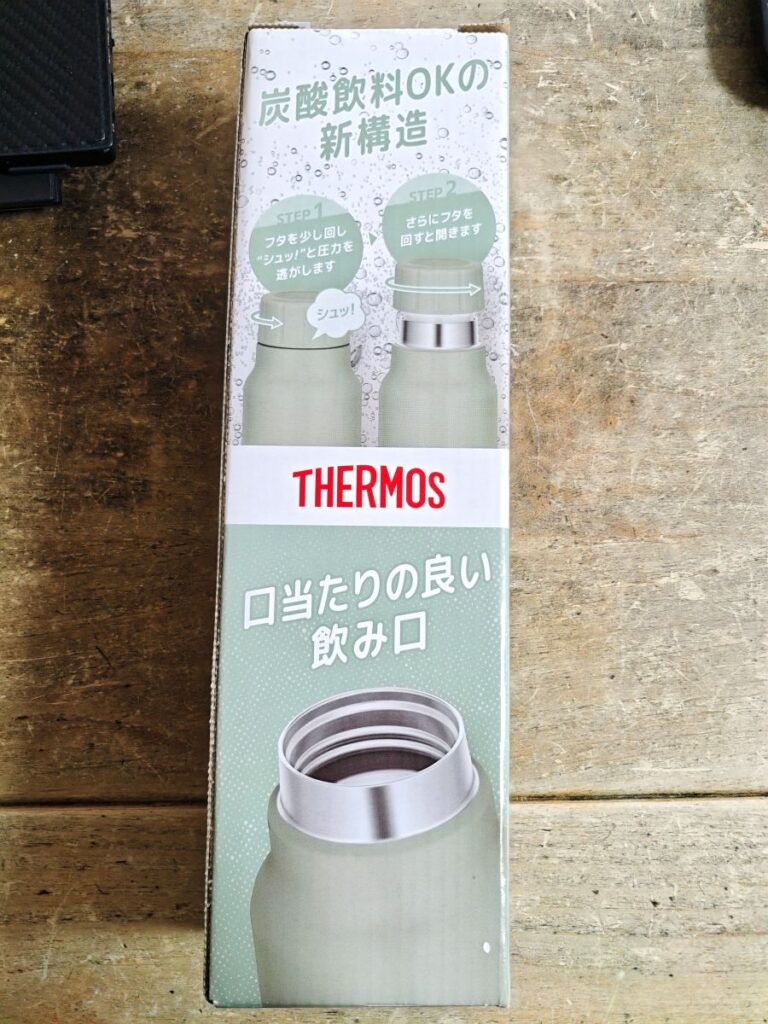 炭酸飲料OKの
新構造
STEP 1
フタを少し回し
“シュッ!”と圧力を
逃がします
シュッ!
STEP 2
さらにフタを
回すと開きます
THERMOS
口当たりの良い
飲み口